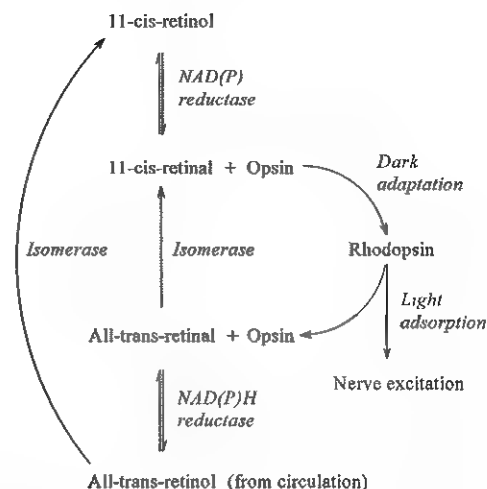 11-cis-retinol
NAD(P)
reductase
11-cis-retinal + Opsin
Dark
adaptation
Isomerase
Isomerase
Rhodopsin
Light
adsorption
All-trans-retinal + Opsin
Nerve excitation
NAD(P)H
reductase
All-trans-retinol (from circulation)